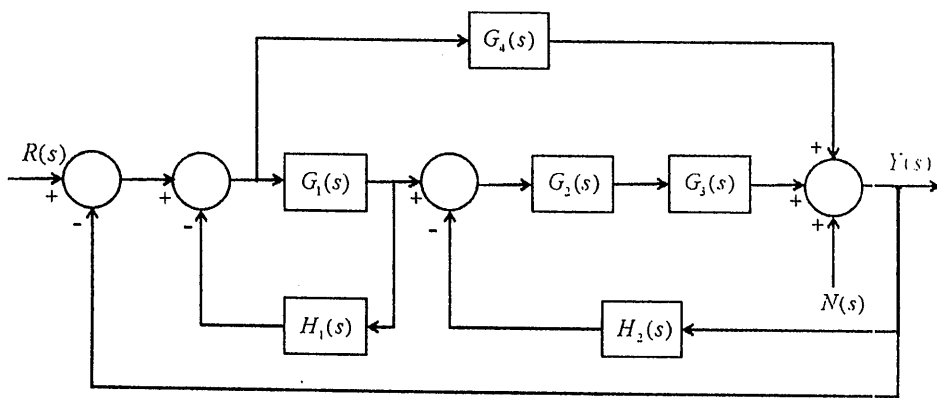 G₄(s)
R(s)
+
-
+
-
G₁(s)
+
-
G₂(s)
G₃(s)
+
+
+
Y(s)
N(s)
H₁(s)
H₂(s)